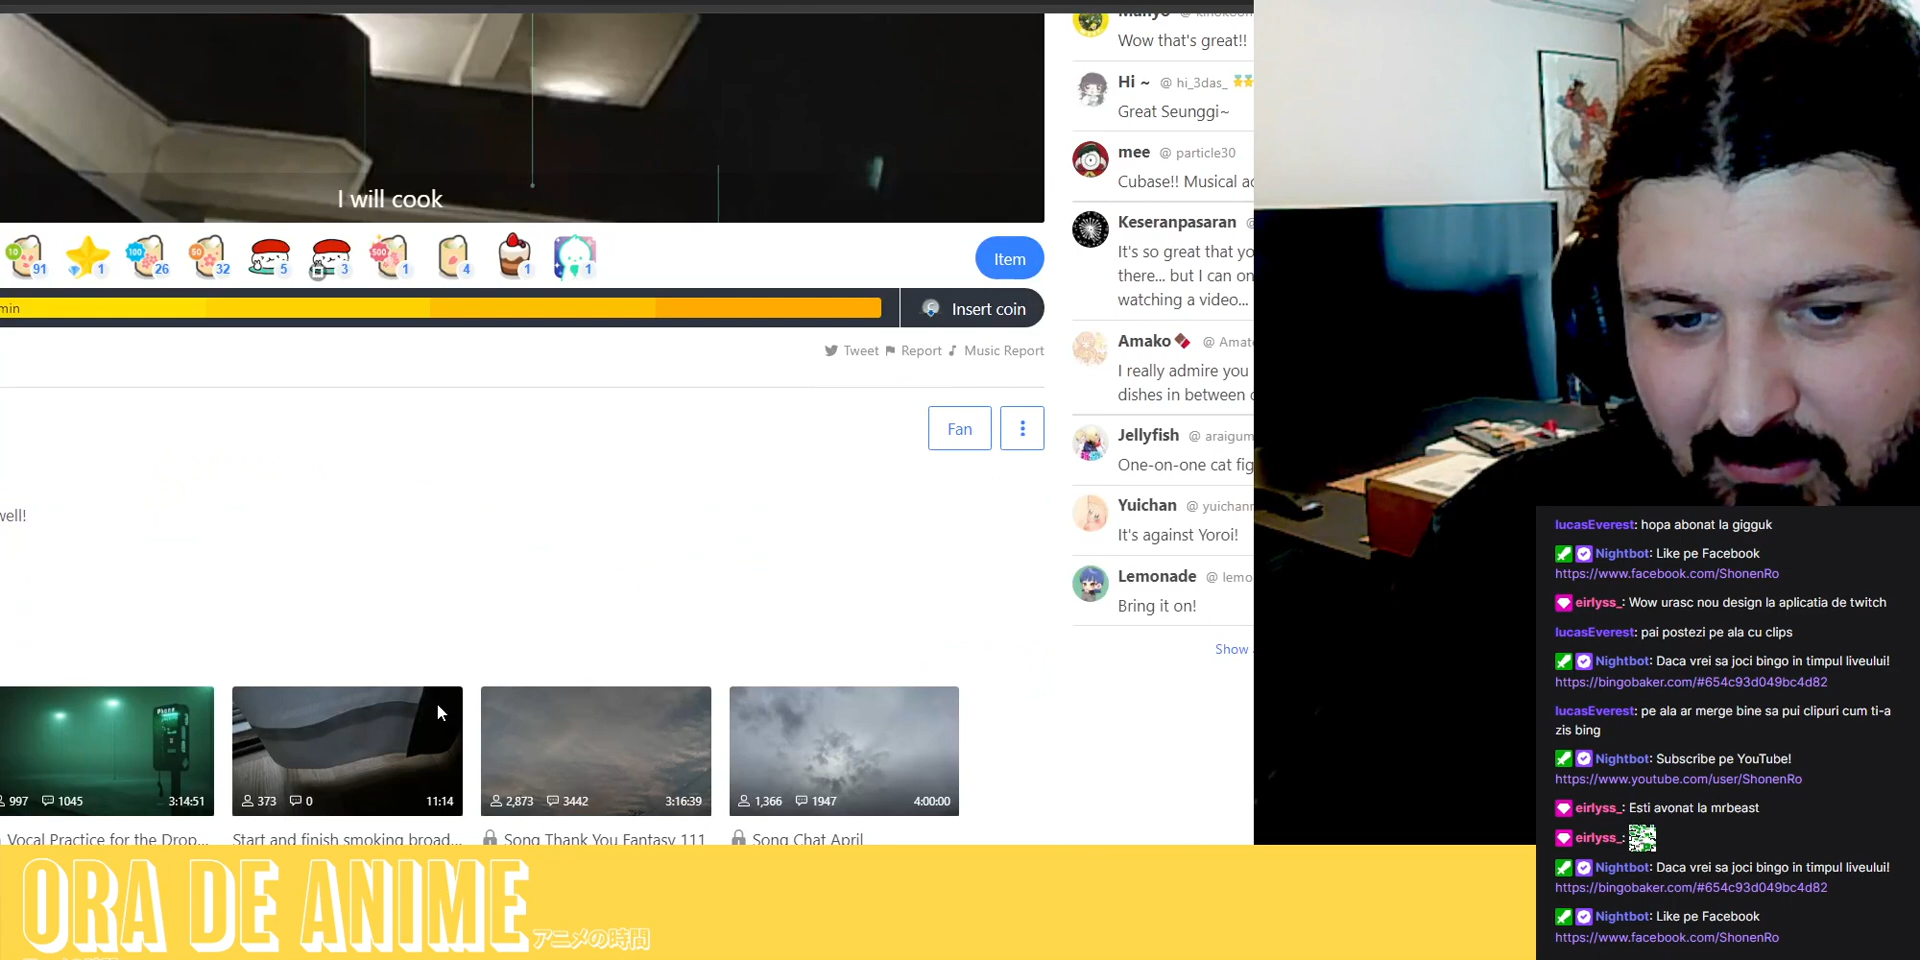 I will cook
10 91
1
100 26
50 32
5
3
500 1
4
1
1
Item
min
Insert coin
Tweet Report Music Report
Fan
well!
997 1045 3:14:51
373 0 11:14
2,873 3442 3:16:39
1,366 1947 4:00:00
Vocal Practice for the Drop...
Start and finish smoking broad...
Song Thank You Fantasy 111
Song Chat April
Wow that's great!!
Hi ~ @ hi_3das_
Great Seunggi~
mee @ particle30
Cubase!! Musical ac
Keseranpasaran @
It's so great that yo
there... but I can on
watching a video...
Amako @ Amat
I really admire you
dishes in between
Jellyfish @ araigum
One-on-one cat fig
Yuichan @ yuichanr
It's against Yoroi!
Lemonade @ lemo
Bring it on!
Show
lucasEverest: hopa abonat la gigguk
Nightbot: Like pe Facebook
https://www.facebook.com/ShonenRo
eirlyss_: Wow urasc nou design la aplicatia de twitch
lucasEverest: pai postezi pe ala cu clips
Nightbot: Daca vrei sa joci bingo in timpul liveului!
https://bingobaker.com/#654c93d049bc4d82
lucasEverest: pe ala ar merge bine sa pui clipuri cum ti-a
zis bing
Nightbot: Subscribe pe YouTube!
https://www.youtube.com/user/ShonenRo
eirlyss_: Esti avonat la mrbeast
eirlyss_:
Nightbot: Daca vrei sa joci bingo in timpul liveului!
https://bingobaker.com/#654c93d049bc4d82
Nightbot: Like pe Facebook
https://www.facebook.com/ShonenRo
ORA DE ANIME
アニメの時間